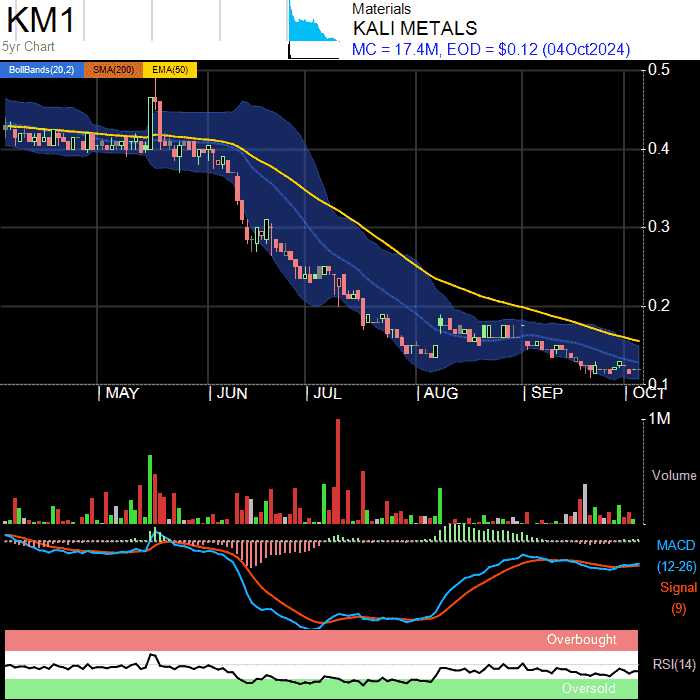 KM1
5yr Chart
Materials
KALI METALS
MC = 17.4M, EOD = $0.12 (04Oct2024)
BollBands(20,2) SMA(200) EMA(50)
0.5
0.4
0.3
0.2
0.1
MAY JUN JUL AUG SEP OCT
1M
Volume
MACD
(12-26)
Signal
(9)
Overbought
RSI(14)
Oversold